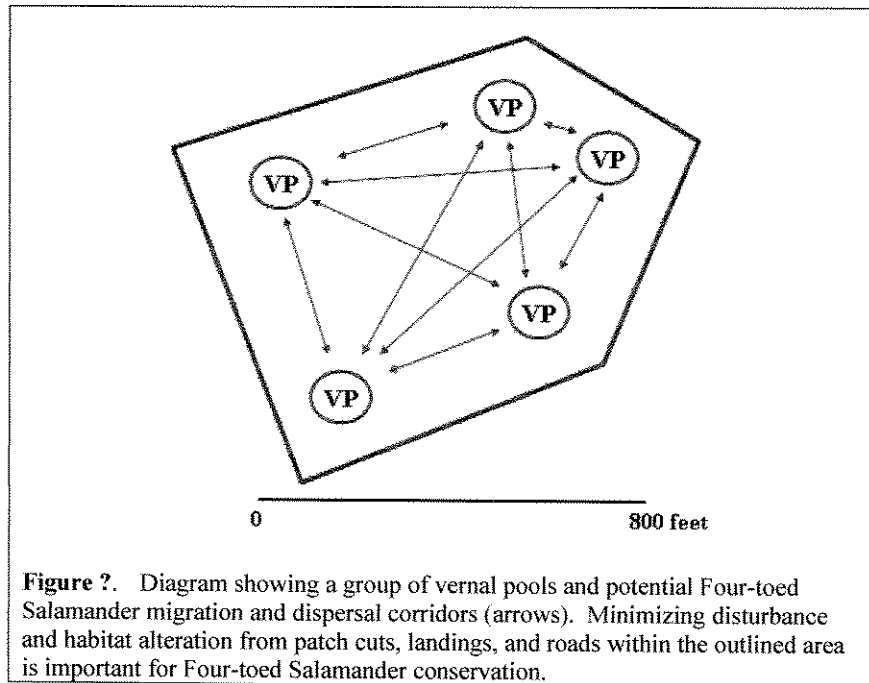 VP
VP
VP
VP
VP
0 800 feet
Figure ?. Diagram showing a group of vernal pools and potential Four-toed
Salamander migration and dispersal corridors (arrows). Minimizing disturbance
and habitat alteration from patch cuts, landings, and roads within the outlined area
is important for Four-toed Salamander conservation.